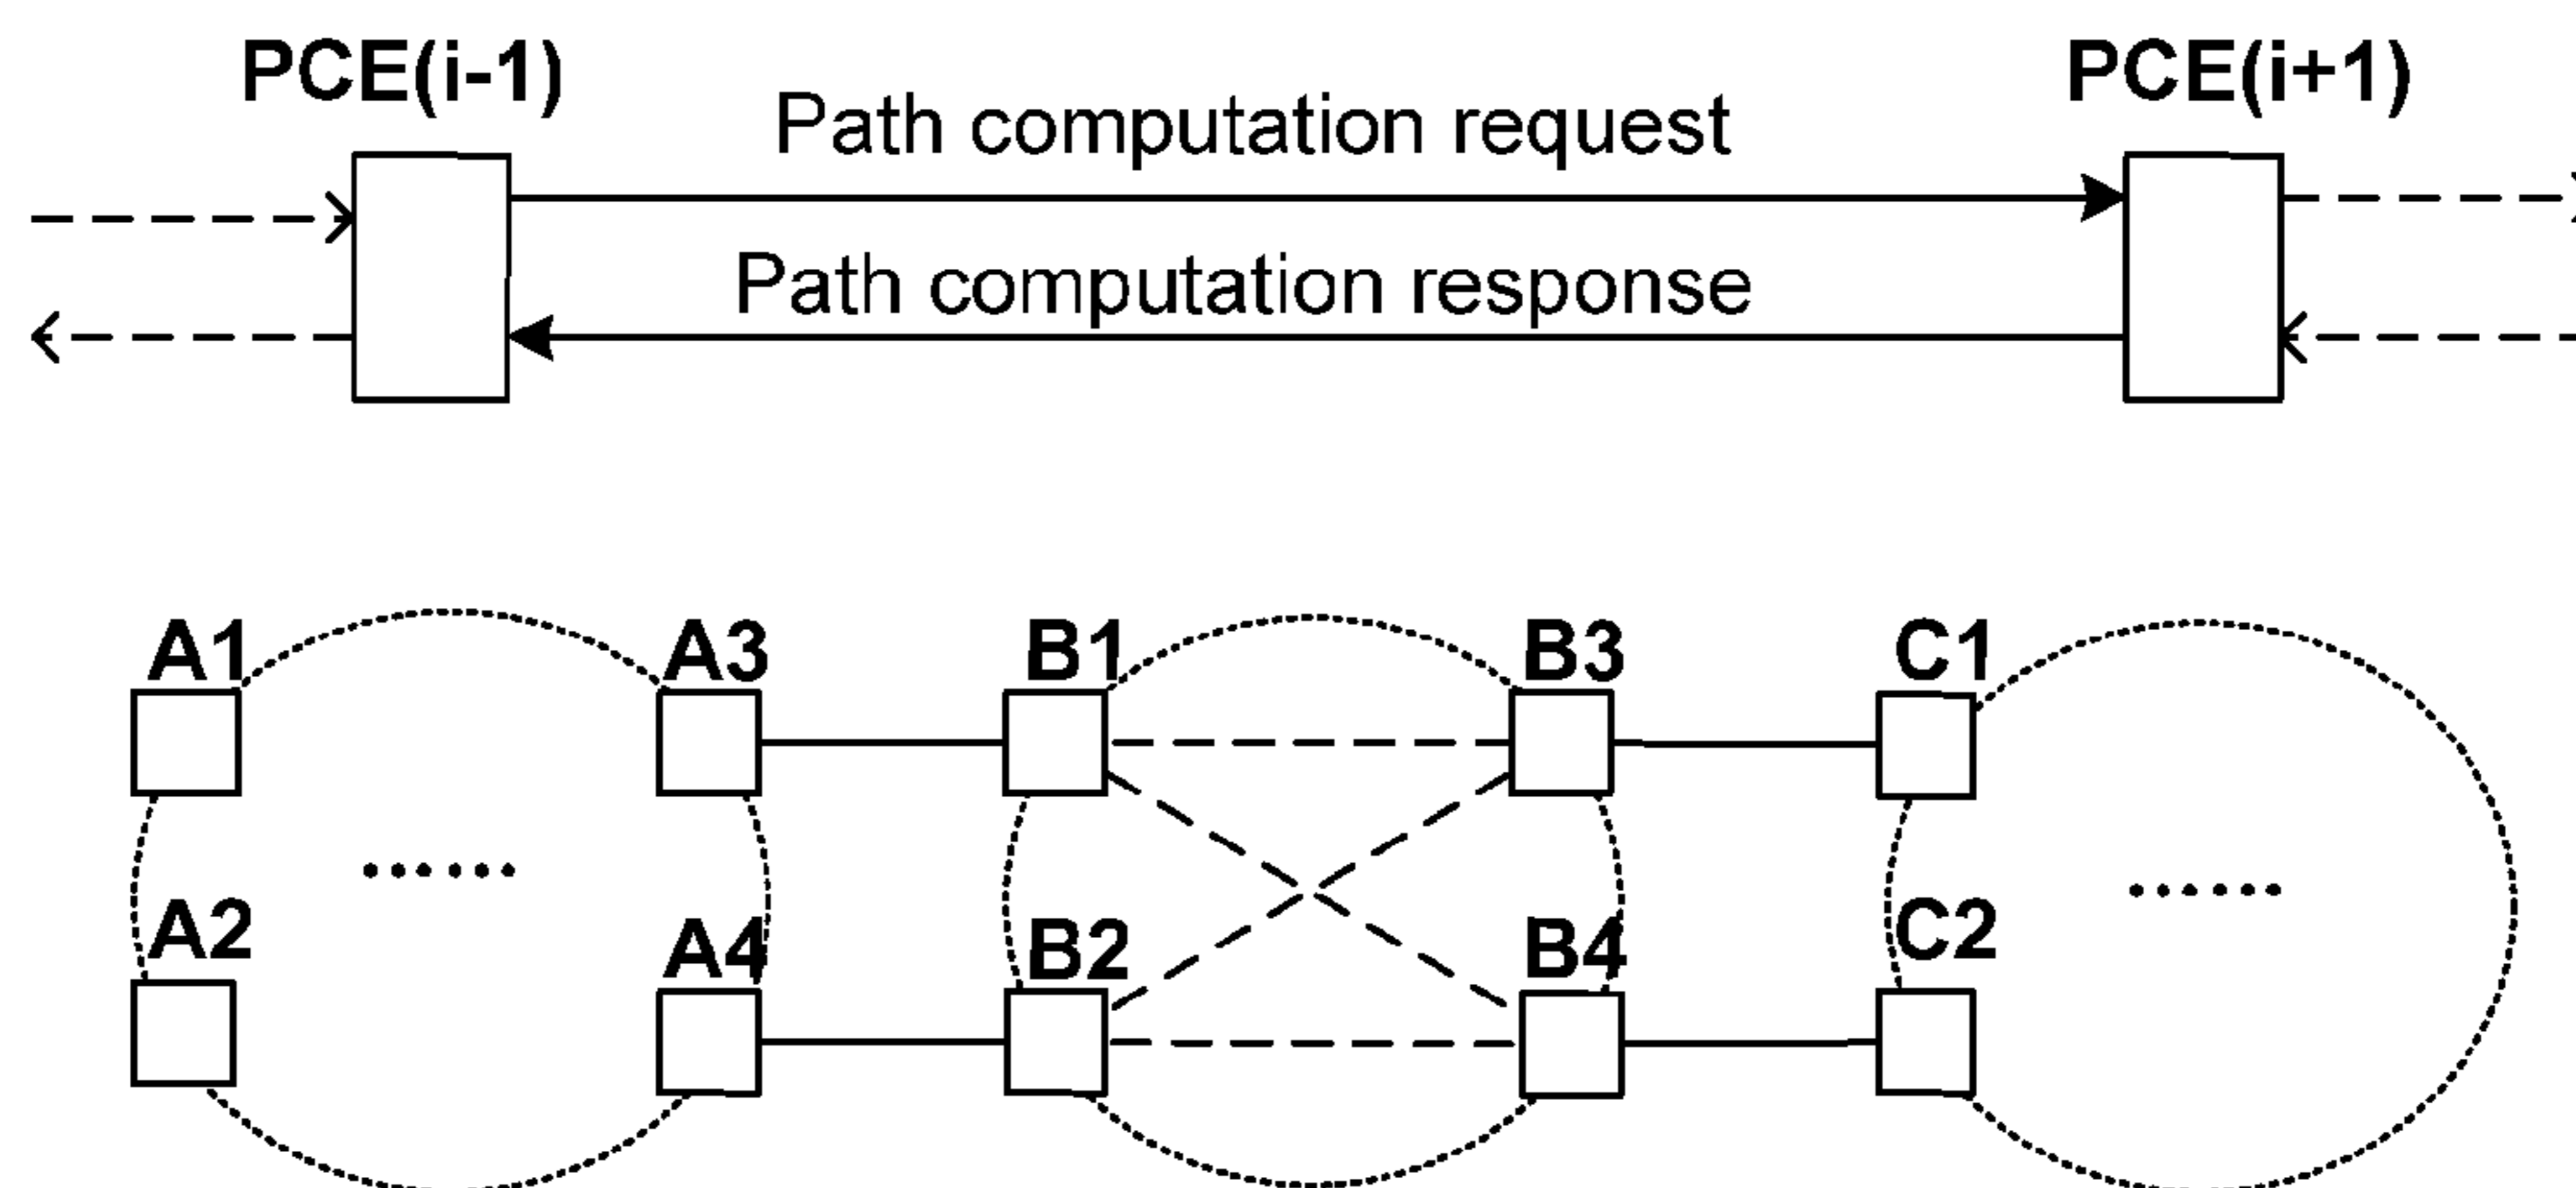 PCE(i-1)
PCE(i+1)
Path computation request
Path computation response
A1
A3
B1
B3
C1
A2
A4
B2
B4
C2